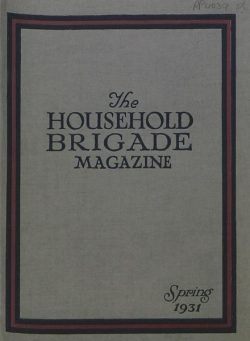 The
HOUSEHOLD
BRIGADE
MAGAZINE
Spring
1931